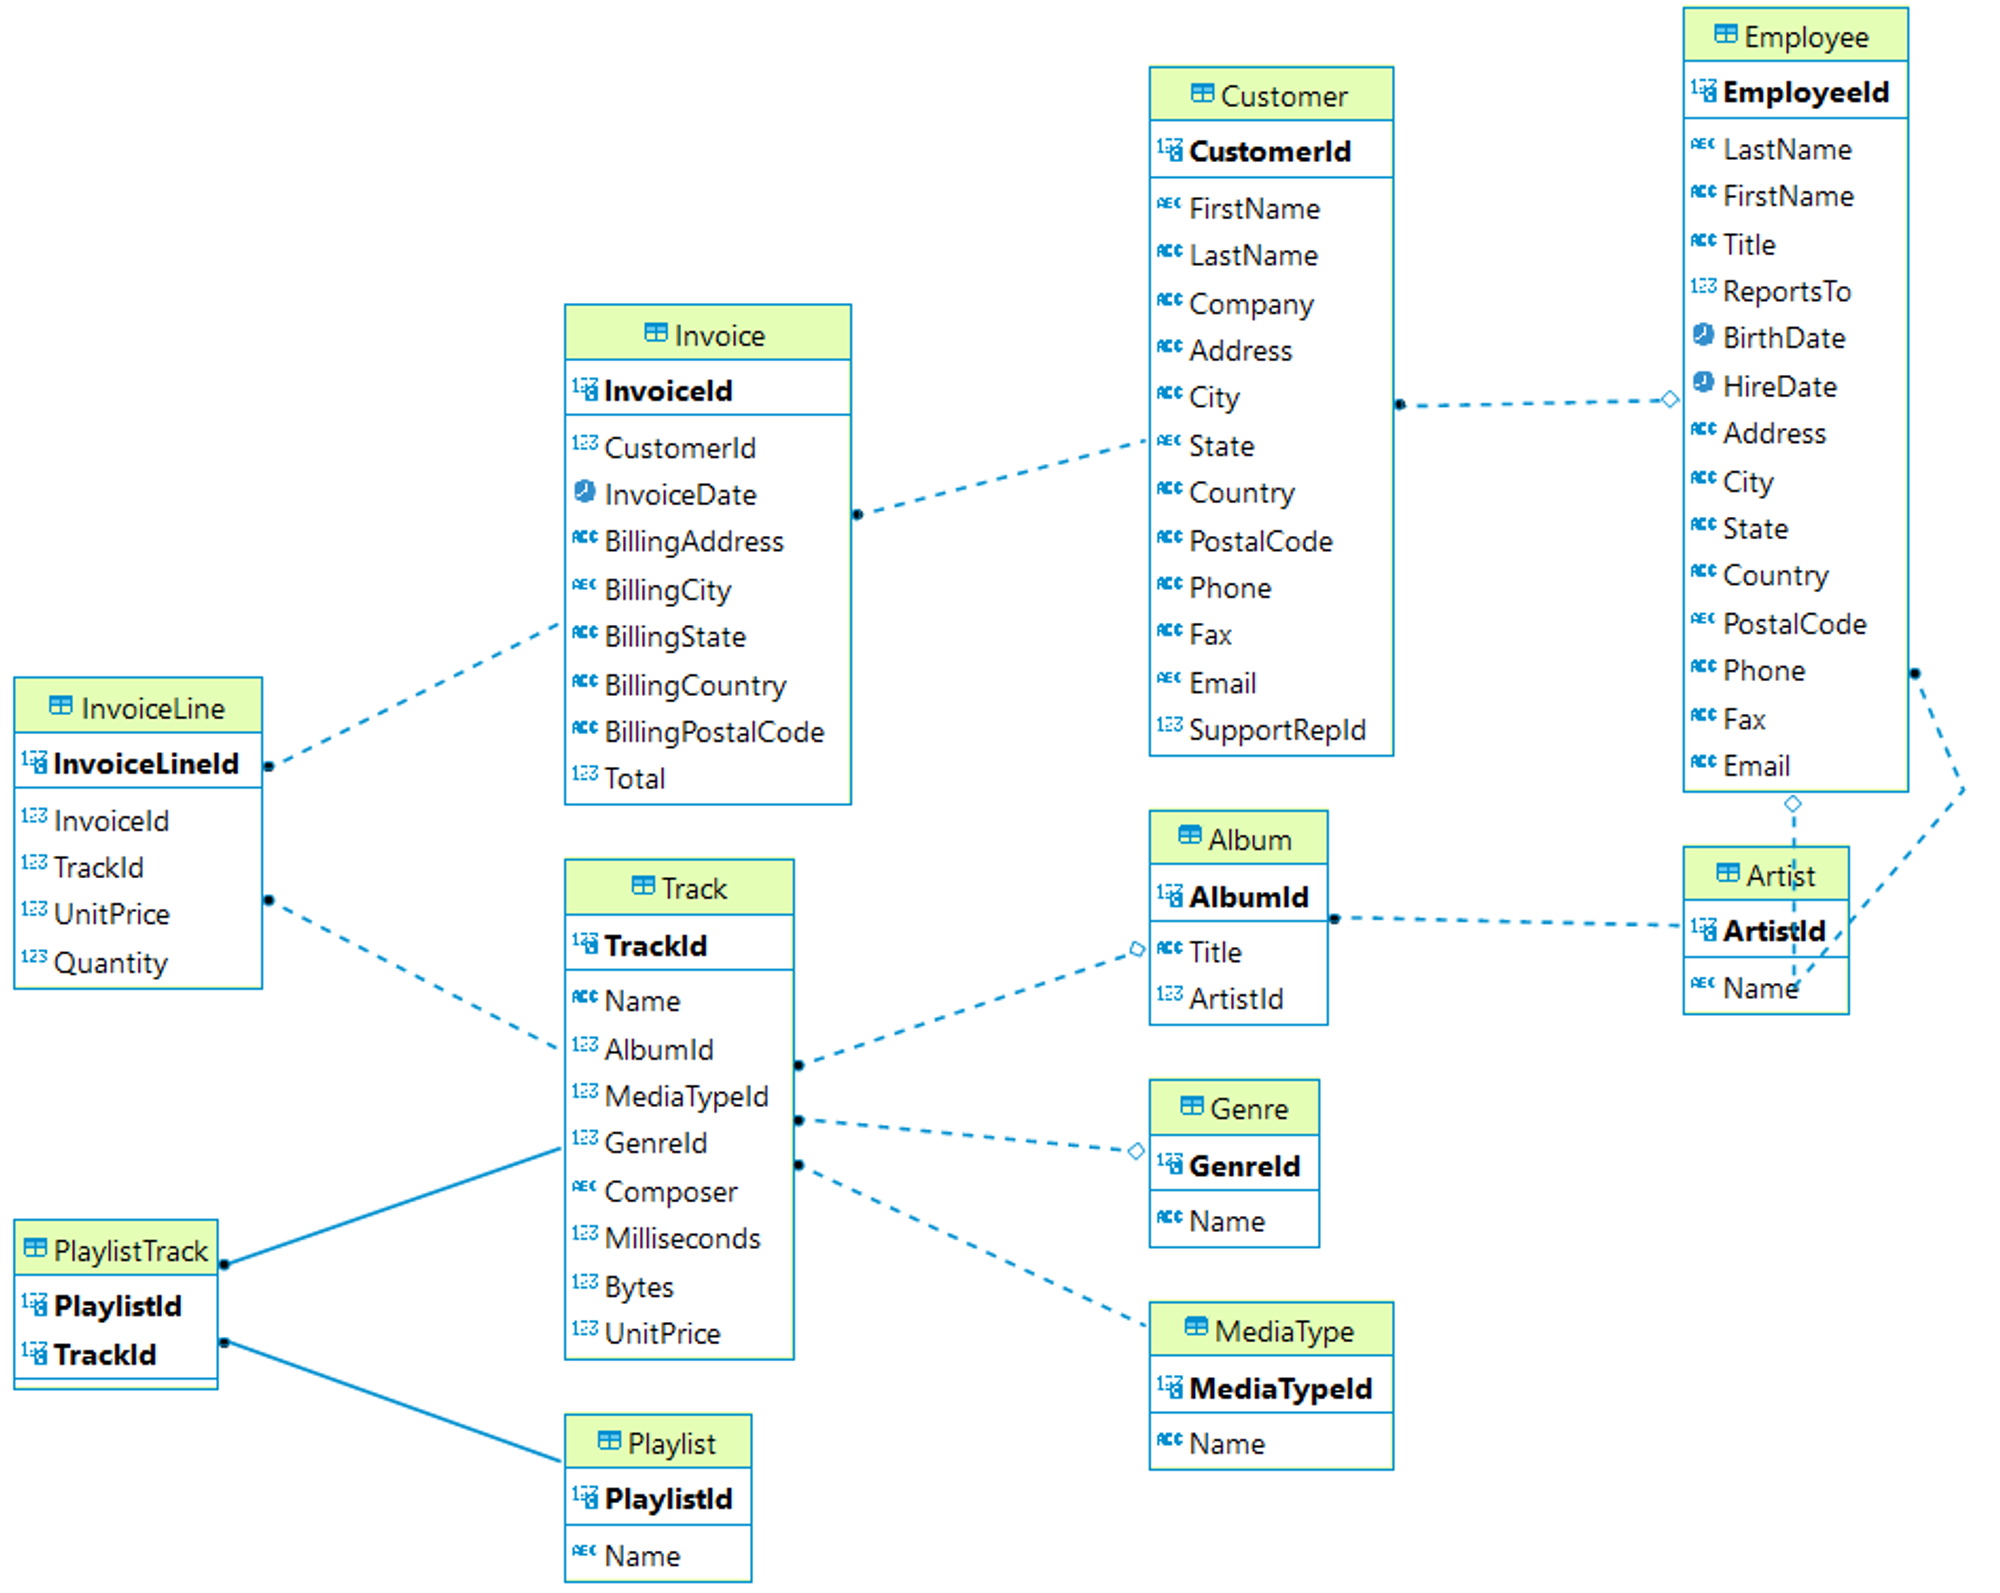 Employee
EmployeeId
LastName
FirstName
Title
ReportsTo
BirthDate
HireDate
Address
City
State
Country
PostalCode
Phone
Fax
Email
Customer
CustomerId
FirstName
LastName
Company
Address
City
State
Country
PostalCode
Phone
Fax
Email
SupportRepId
Invoice
InvoiceId
CustomerId
InvoiceDate
BillingAddress
BillingCity
BillingState
BillingCountry
BillingPostalCode
Total
InvoiceLine
InvoiceLineId
InvoiceId
TrackId
UnitPrice
Quantity
Track
TrackId
Name
AlbumId
MediaTypeId
GenreId
Composer
Milliseconds
Bytes
UnitPrice
Album
AlbumId
Title
ArtistId
Artist
ArtistId
Name
Genre
GenreId
Name
MediaType
MediaTypeId
Name
PlaylistTrack
PlaylistId
TrackId
Playlist
PlaylistId
Name